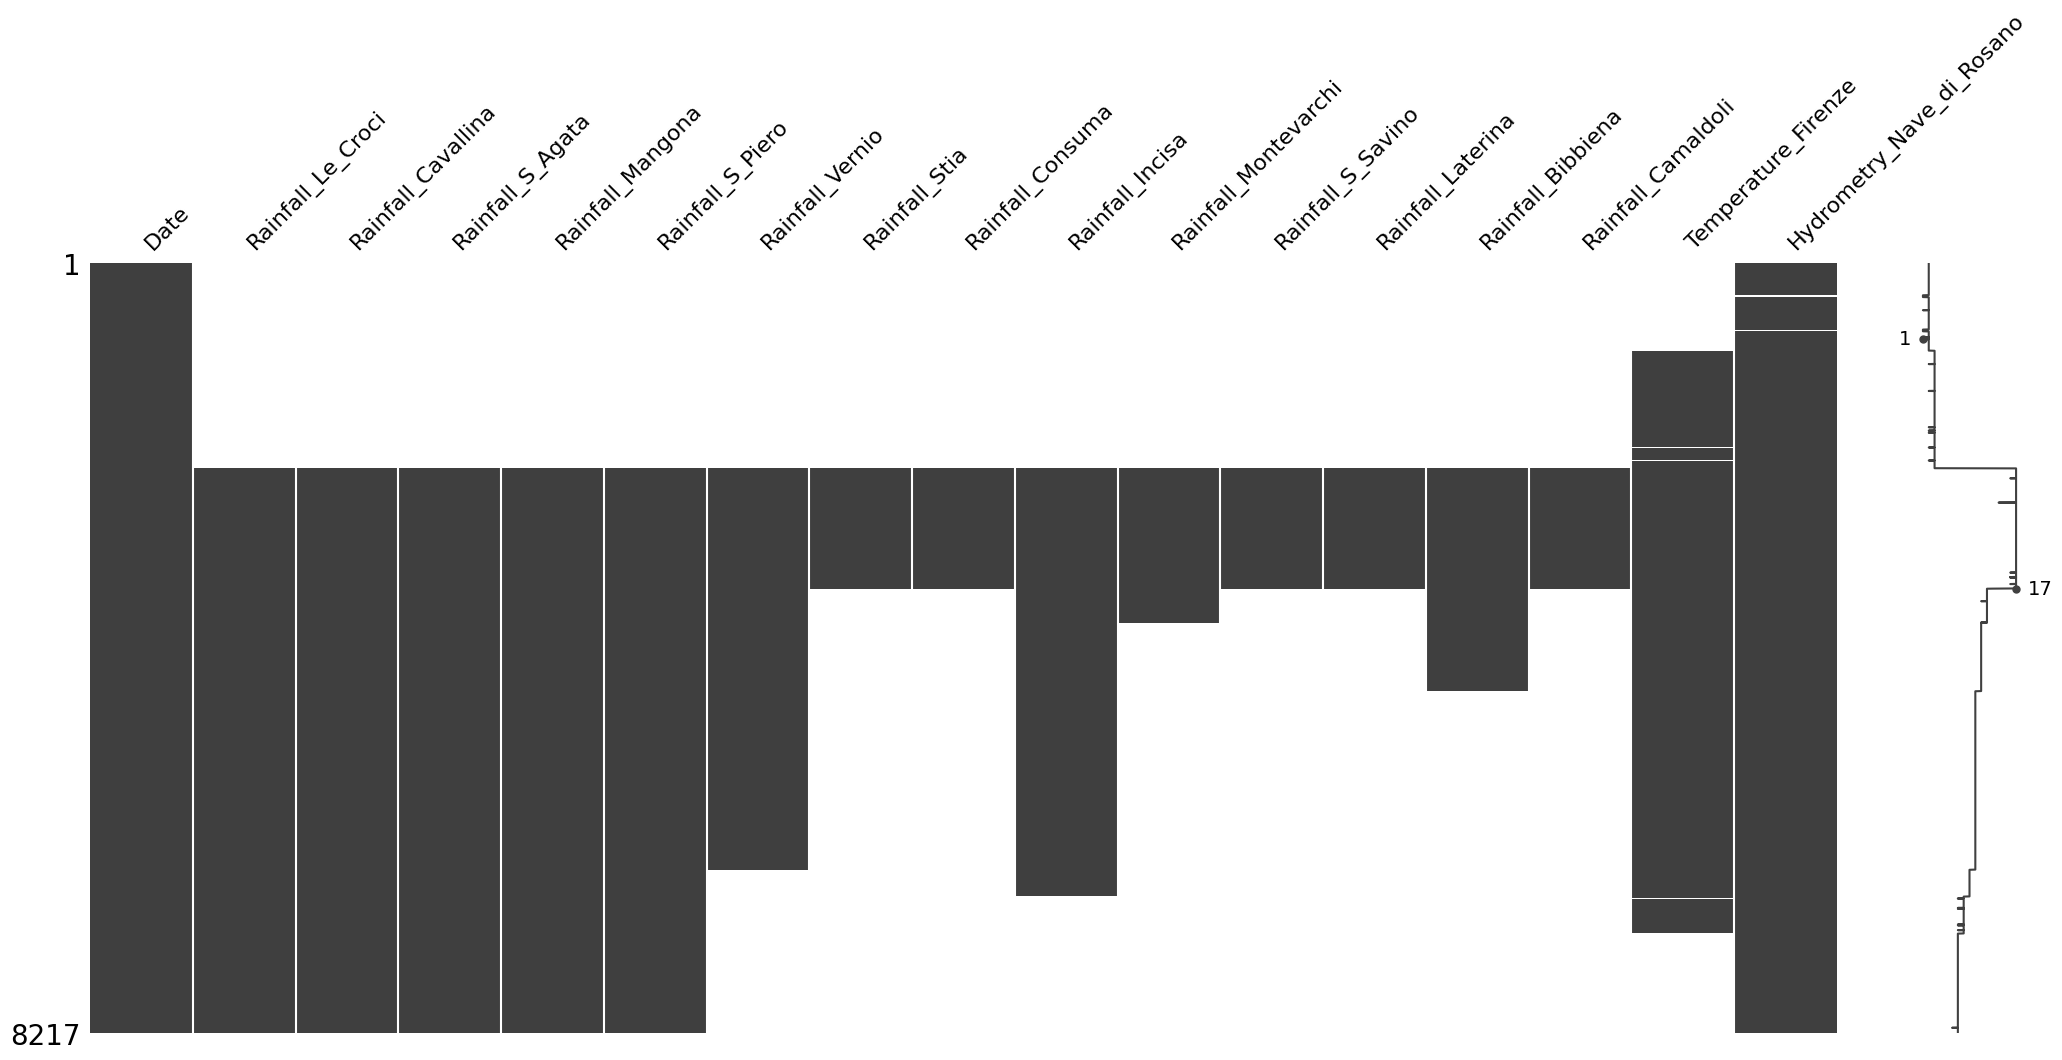 Date
Rainfall_Le_Croci
Rainfall_Cavallina
Rainfall_S_Agata
Rainfall_Mangona
Rainfall_S_Piero
Rainfall_Vernio
Rainfall_Stia
Rainfall_Consuma
Rainfall_Incisa
Rainfall_Montevarchi
Rainfall_S_Savino
Rainfall_Laterina
Rainfall_Bibbiena
Rainfall_Camaldoli
Temperature_Firenze
Hydrometry_Nave_di_Rosano
1
1
17
8217